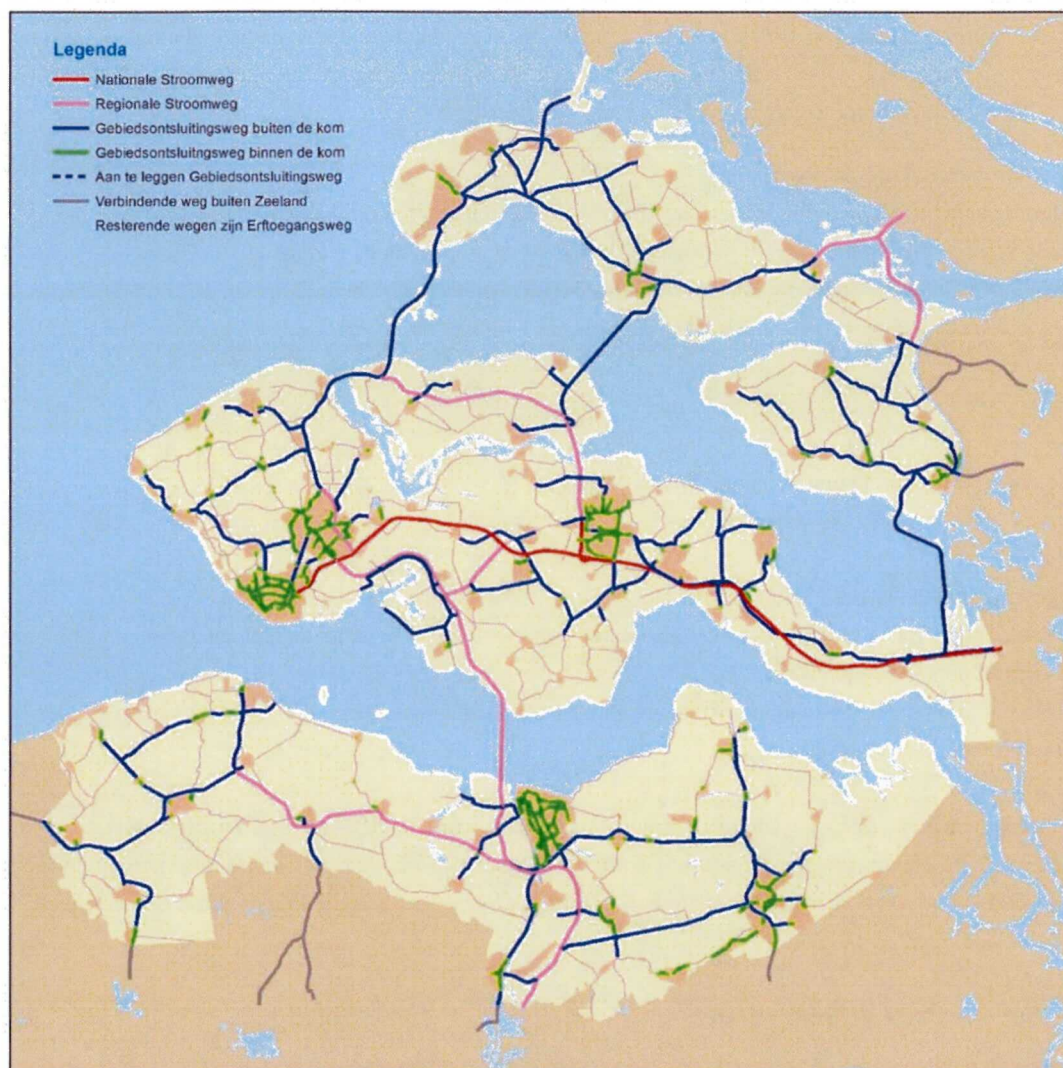 Legenda
Nationale Stroomweg
Regionale Stroomweg
Gebiedsontsluitingsweg buiten de kom
Gebiedsontsluitngsweg binnen de kom
Aan te leggen Gebiedsontsluitingsweg
Verbindende weg buiten Zeeland
Resterende wegen zijn Erftoegangsweg